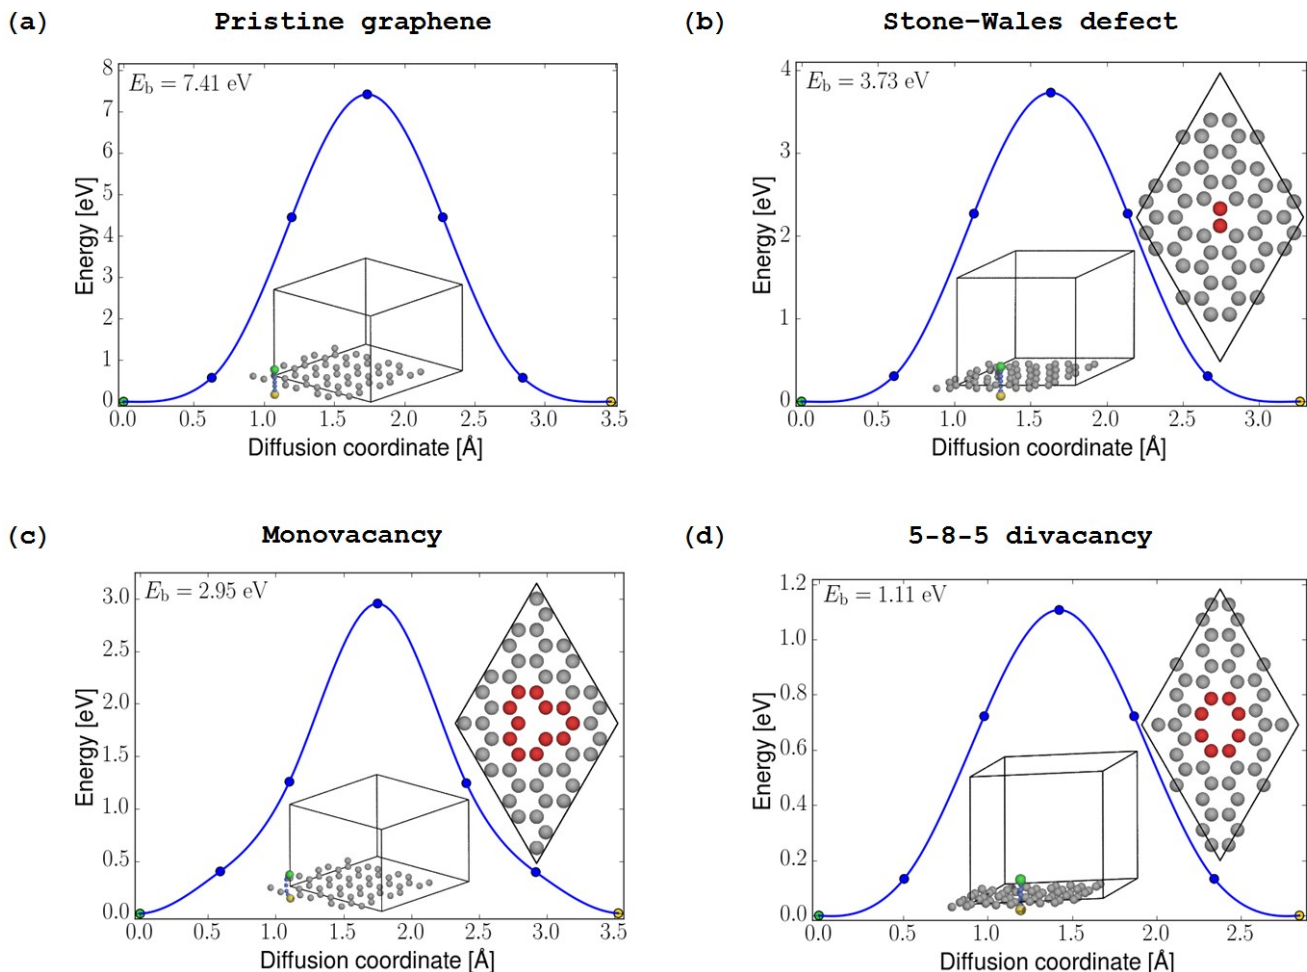 (a) Pristine graphene
E_b = 7.41 eV
Energy [eV]
8
7
6
5
4
3
2
1
0
0.0 0.5 1.0 1.5 2.0 2.5 3.0 3.5
Diffusion coordinate [Å]
(b) Stone–Wales defect
E_b = 3.73 eV
Energy [eV]
4
3
2
1
0
0.0 0.5 1.0 1.5 2.0 2.5 3.0
Diffusion coordinate [Å]
(c) Monovacancy
E_b = 2.95 eV
Energy [eV]
3.0
2.5
2.0
1.5
1.0
0.5
0.0
0.0 0.5 1.0 1.5 2.0 2.5 3.0 3.5
Diffusion coordinate [Å]
(d) 5-8-5 divacancy
E_b = 1.11 eV
Energy [eV]
1.2
1.0
0.8
0.6
0.4
0.2
0.0
0.0 0.5 1.0 1.5 2.0 2.5
Diffusion coordinate [Å]